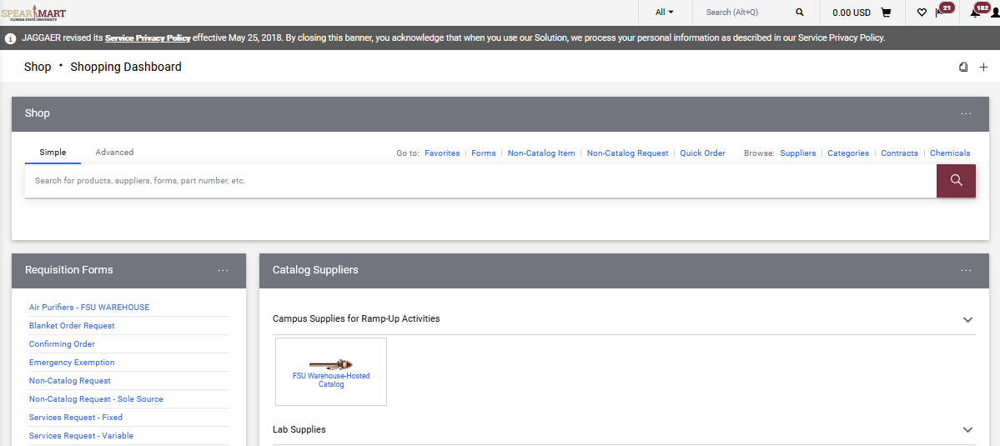 SPEARMART
FLORIDA STATE UNIVERSITY
All
Search (Alt+Q)
0.00 USD
21
182
JAGGAER revised its Service Privacy Policy effective May 25, 2018. By closing this banner, you acknowledge that when you use our Solution, we process your personal information as described in our Service Privacy Policy.
Shop • Shopping Dashboard
Shop
Simple Advanced
Go to: Favorites | Forms | Non-Catalog Item | Non-Catalog Request | Quick Order Browse: Suppliers | Categories | Contracts | Chemicals
Search for products, suppliers, forms, part number, etc.
Requisition Forms
Air Purifiers - FSU WAREHOUSE
Blanket Order Request
Confirming Order
Emergency Exemption
Non-Catalog Request
Non-Catalog Request - Sole Source
Services Request - Fixed
Services Request - Variable
Catalog Suppliers
Campus Supplies for Ramp-Up Activities
FSU Warehouse-Hosted
Catalog
Lab Supplies